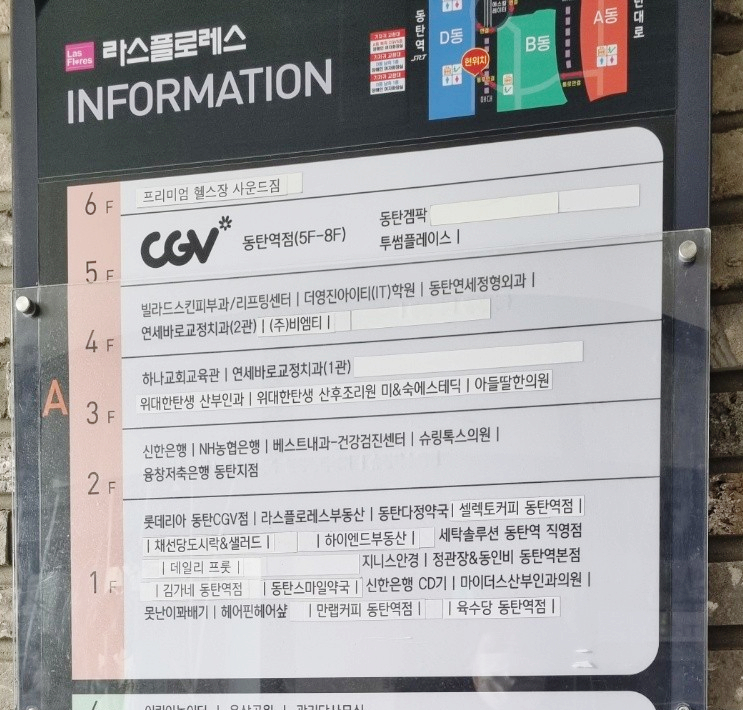 Las Flores 라스플로레스
INFORMATION
동탄역 SRT
D동
현위치
B동
A동
단대로
6F
프리미엄 헬스장 사운드짐
CGV 동탄역점(5F-8F)
동탄겜팍
투썸플레이스 |
5F
빌라드스킨피부과/리프팅센터 | 더영진아이티(IT)학원 | 동탄연세정형외과 |
연세바로교정치과(2관) | (주)비엠티 |
4F
하나교회교육관 | 연세바로교정치과(1관)
위대한탄생 산부인과 | 위대한탄생 산후조리원 미&숙에스테딕 | 아들딸한의원
A
3F
신한은행 | NH농협은행 | 베스트내과-건강검진센터 | 슈링톡스의원 |
융창저축은행 동탄지점
2F
롯데리아 동탄CGV점 | 라스플로레스부동산 | 동탄다정약국 | 셀렉토커피 동탄역점 |
| 채선당도시락&샐러드 | | 하이엔드부동산 | 세탁솔루션 동탄역 직영점
| 데일리 프롯 | 지니스안경 | 정관장&동인비 동탄역본점
1F
| 김가네 동탄역점 | 동탄스마일약국 | 신한은행 CD기 | 마이더스산부인과의원 |
못난이꽈배기 | 헤어핀헤어샾 | 만랩커피 동탄역점 | | 육수당 동탄역점 |